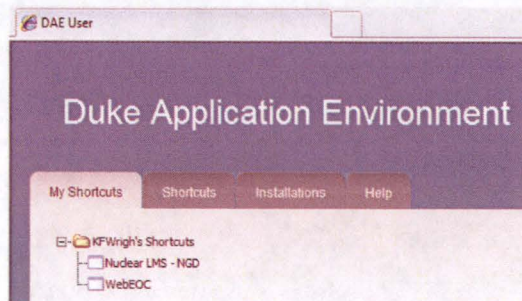 DAE User
Duke Application Environment
My Shortcuts Shortcuts Installations Help
KFWrigh's Shortcuts
Nuclear LMS - NGD
WebEOC